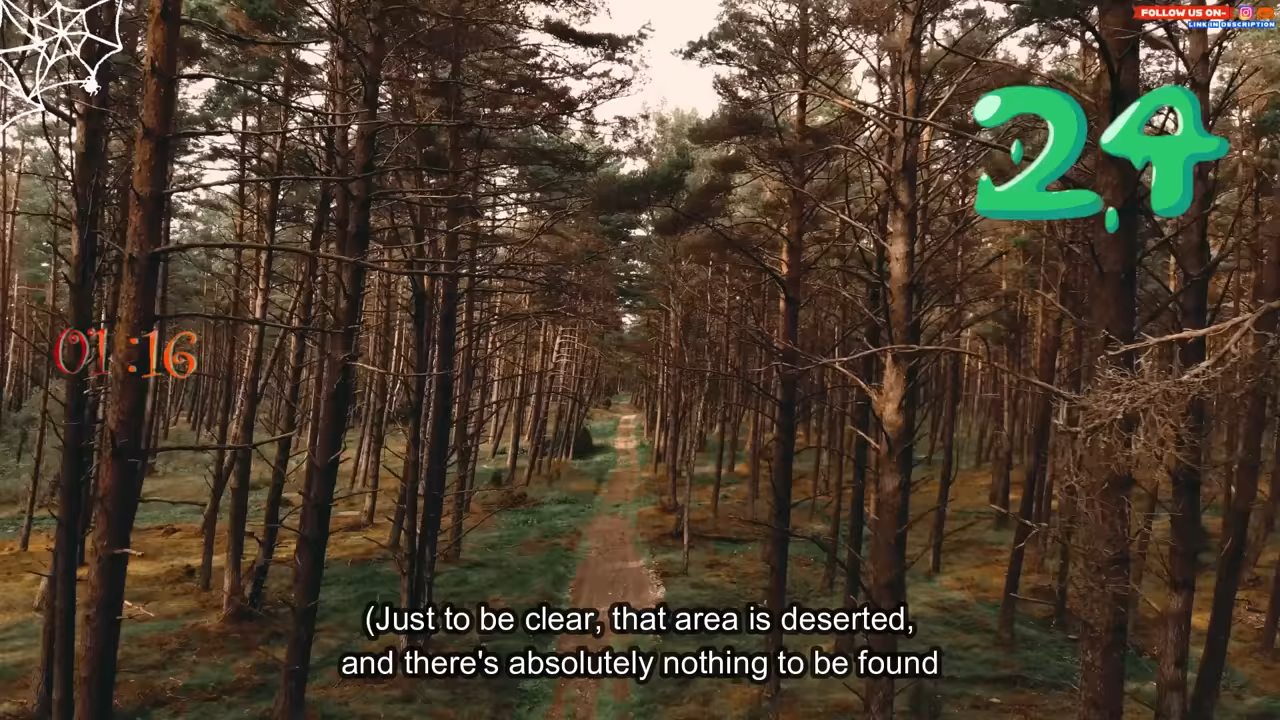 FOLLOW US ON-
LINK IN DESCRIPTION
24
01:16
(Just to be clear, that area is deserted,
and there's absolutely nothing to be found